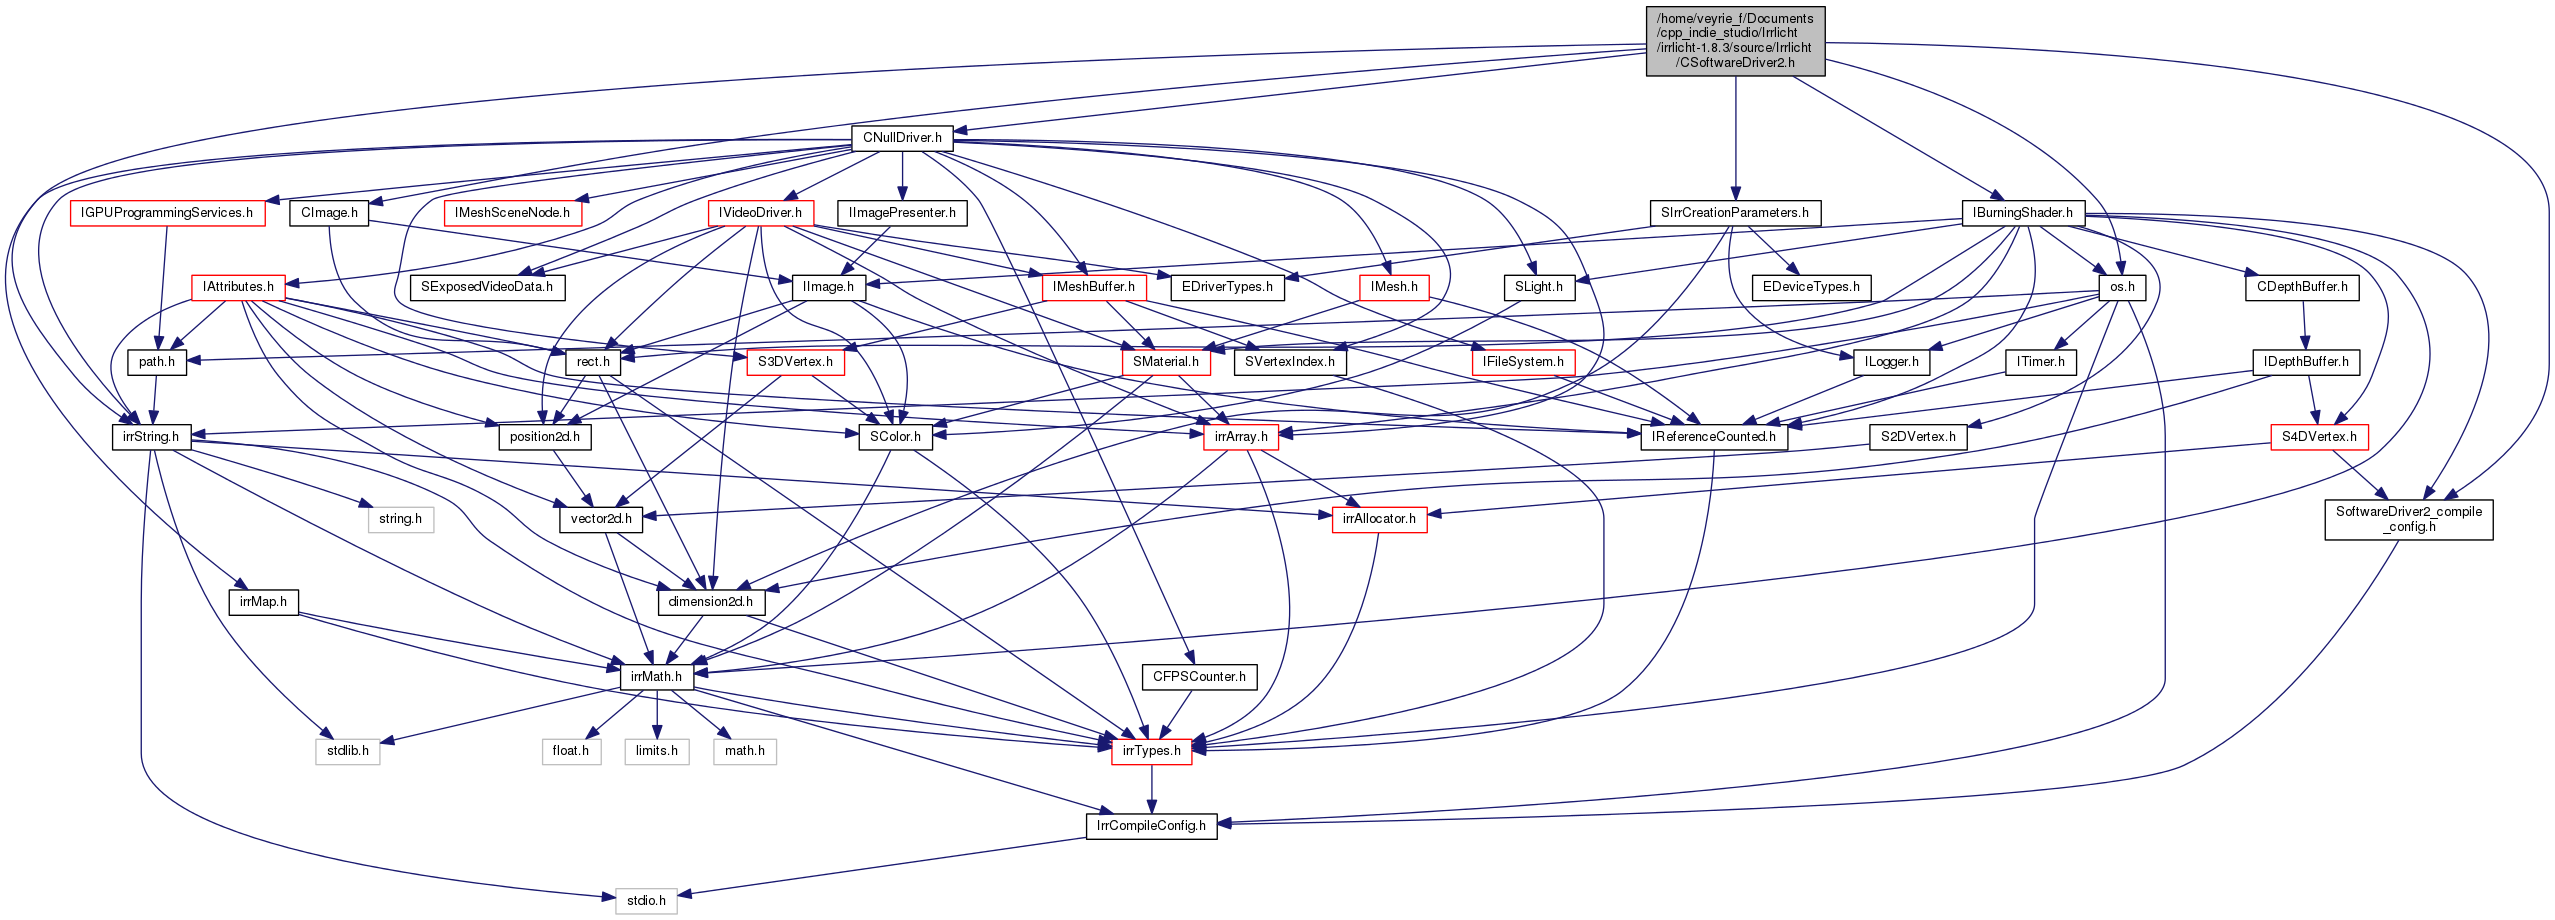 /home/veyrie_f/Documents
/cpp_indie_studio/Irrlicht
/irrlicht-1.8.3/source/Irrlicht
/CSoftwareDriver2.h
CNullDriver.h
IGPUProgrammingServices.h
CImage.h
IMeshSceneNode.h
IVideoDriver.h
IImagePresenter.h
SIrrCreationParameters.h
IBurningShader.h
IAttributes.h
SExposedVideoData.h
IImage.h
IMeshBuffer.h
EDriverTypes.h
IMesh.h
SLight.h
EDeviceTypes.h
os.h
CDepthBuffer.h
path.h
rect.h
S3DVertex.h
SMaterial.h
SVertexIndex.h
IFileSystem.h
ILogger.h
ITimer.h
IDepthBuffer.h
irrString.h
position2d.h
SColor.h
irrArray.h
IReferenceCounted.h
S2DVertex.h
S4DVertex.h
string.h
vector2d.h
irrAllocator.h
SoftwareDriver2_compile
_config.h
irrMap.h
dimension2d.h
irrMath.h
CFPSCounter.h
stdlib.h
float.h
limits.h
math.h
irrTypes.h
IrrCompileConfig.h
stdio.h